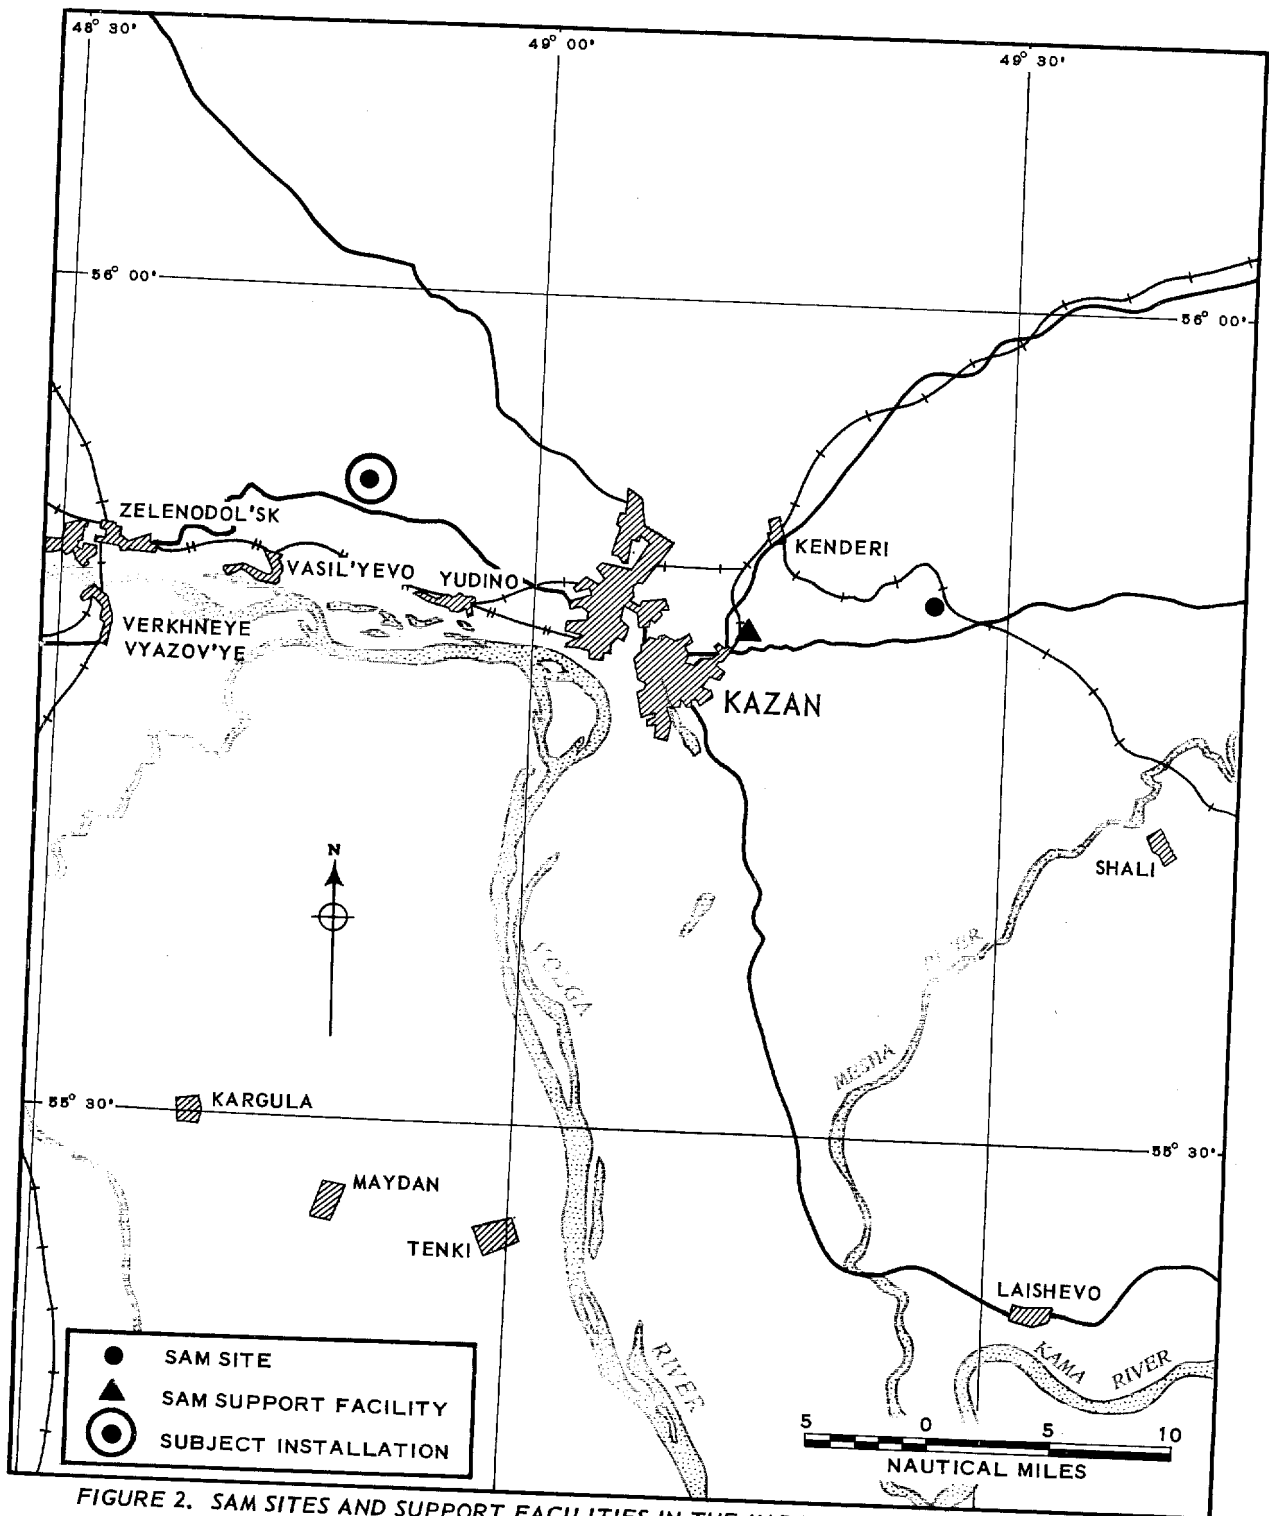 48° 30'
49° 00'
49° 30'
56° 00'
56° 00'
ZELENODOL'SK
VASIL'YEVO
YUDINO
KENDERI
VERKHNEYE
VYAZOV'YE
KAZAN
N
SHALI
VOLGA
RIVER
MESHA
55° 30'
KARGULA
55° 30'
MAYDAN
TENKI
LAISHEVO
RIVER
KAMA
RIVER
SAM SITE
SAM SUPPORT FACILITY
SUBJECT INSTALLATION
5 0 5 10
NAUTICAL MILES
FIGURE 2. SAM SITES AND SUPPORT FACILITIES IN THE